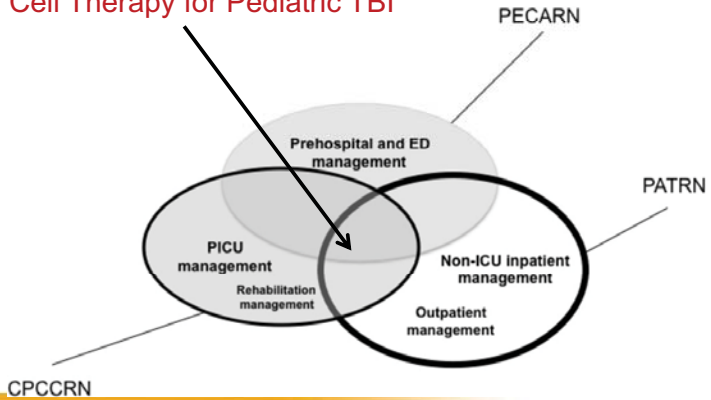 Cell Therapy for Pediatric TBI
PECARN
Prehospital and ED
management
PATRN
PICU
management
Non-ICU inpatient
management
Rehabilitation
management
Outpatient
management
CPCCRN